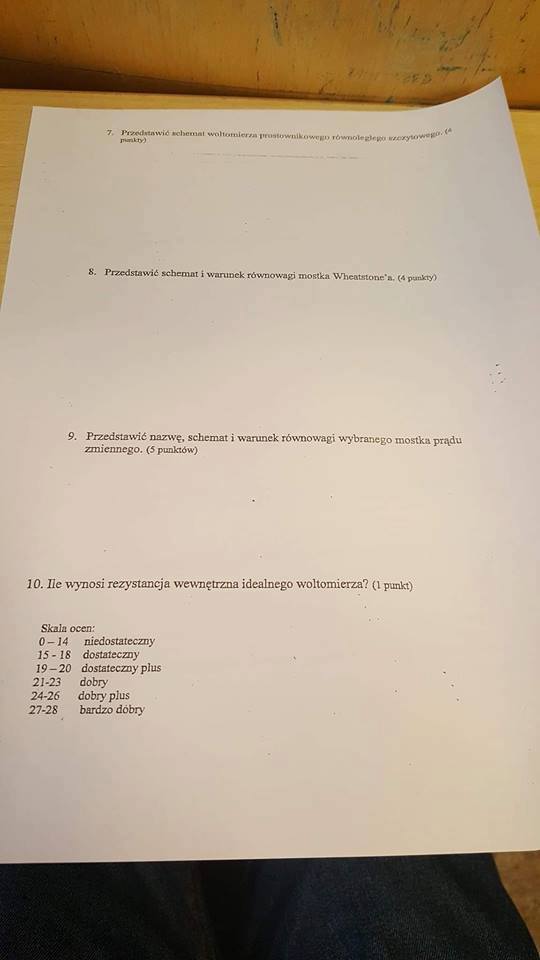 7. Przedstawić schemat woltomierza prostownikowego równoległego szczytowego. (4
punkty)
8. Przedstawić schemat i warunek równowagi mostka Wheatstone'a. (4 punkty)
9. Przedstawić nazwę, schemat i warunek równowagi wybranego mostka prądu
zmiennego. (5 punktów)
10. Ile wynosi rezystancja wewnętrzna idealnego woltomierza? (1 punkt)
Skala ocen:
0 – 14 niedostateczny
15 - 18 dostateczny
19 – 20 dostateczny plus
21-23 dobry
24-26 dobry plus
27-28 bardzo dobry